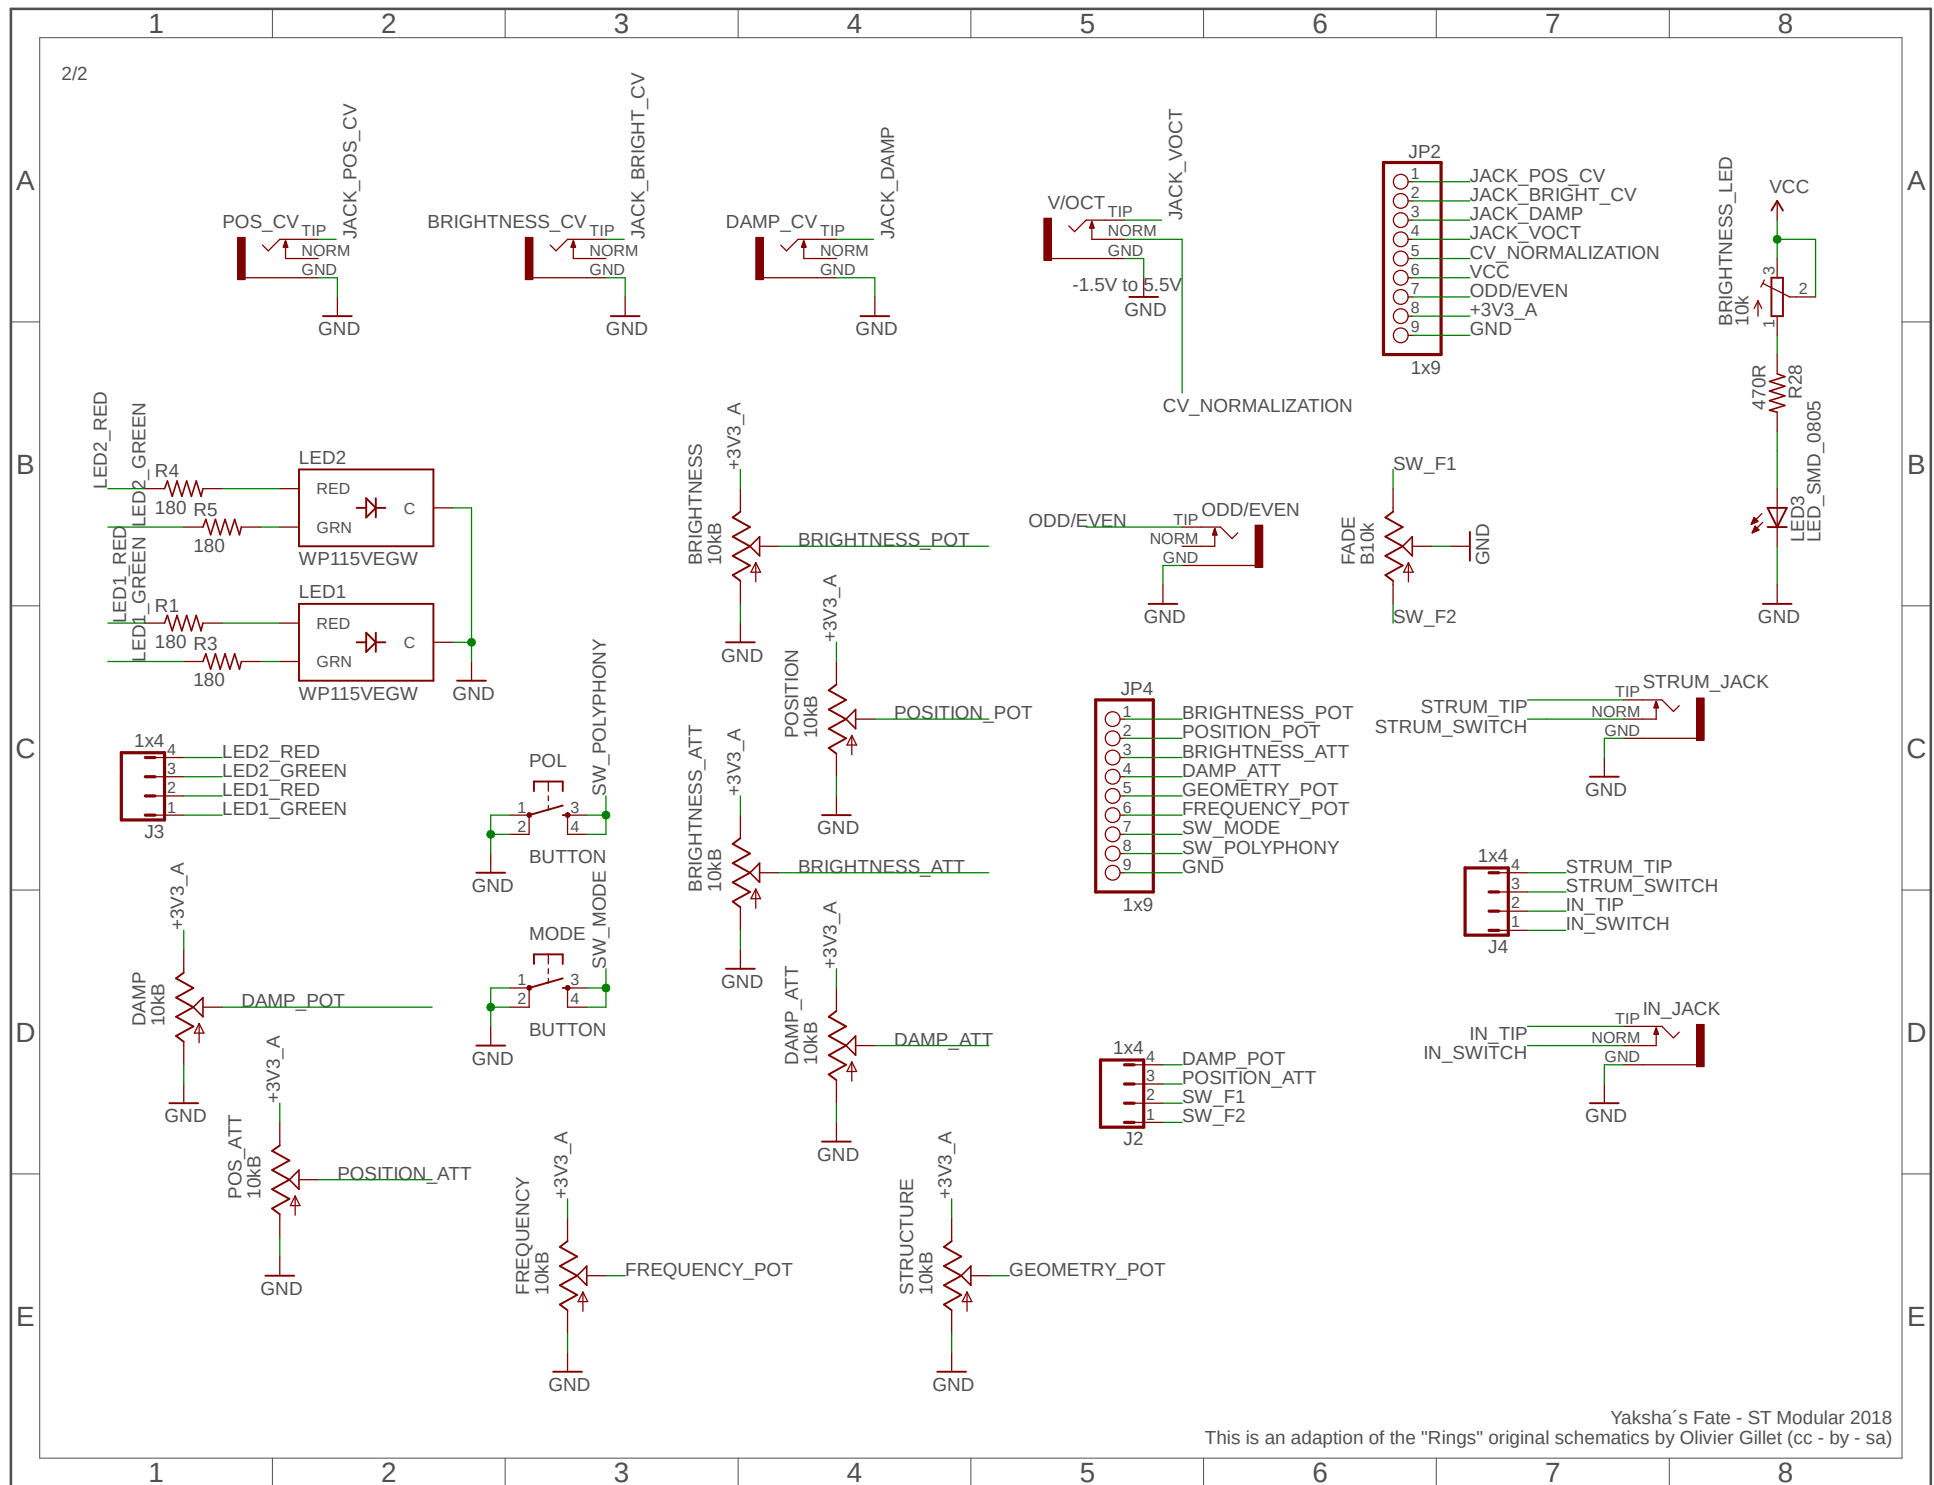 1 2 3 4 5 6 7 8
2/2
A
A
POS_CV
TIP
NORM
GND
JACK_POS_CV
GND
BRIGHTNESS_CV
TIP
NORM
GND
JACK_BRIGHT_CV
GND
DAMP_CV
TIP
NORM
GND
JACK_DAMP
GND
V/OCT
TIP
NORM
GND
JACK_VOCT
-1.5V to 5.5V
GND
CV_NORMALIZATION
JP2
1 JACK_POS_CV
2 JACK_BRIGHT_CV
3 JACK_DAMP
4 JACK_VOCT
5 CV_NORMALIZATION
6 VCC
7 ODD/EVEN
8 +3V3_A
9 GND
1x9
VCC
BRIGHTNESS_LED
10k
3
2
1
470R
R28
LED3
LED_SMD_0805
GND
B
B
LED2_RED
LED2_GREEN
R4
180
R5
180
LED2
RED
GRN
C
WP115VEGW
LED1_RED
LED1_GREEN
R1
180
R3
180
LED1
RED
GRN
C
WP115VEGW
GND
+3V3_A
BRIGHTNESS
10kB
BRIGHTNESS_POT
GND
ODD/EVEN
TIP
NORM
GND
ODD/EVEN
GND
SW_F1
FADE
B10k
GND
SW_F2
C
C
1x4
4 LED2_RED
3 LED2_GREEN
2 LED1_RED
1 LED1_GREEN
J3
POL
1
2
3
4
BUTTON
SW_POLYPHONY
GND
+3V3_A
POSITION
10kB
POSITION_POT
GND
+3V3_A
BRIGHTNESS_ATT
10kB
BRIGHTNESS_ATT
GND
JP4
1 BRIGHTNESS_POT
2 POSITION_POT
3 BRIGHTNESS_ATT
4 DAMP_ATT
5 GEOMETRY_POT
6 FREQUENCY_POT
7 SW_MODE
8 SW_POLYPHONY
9 GND
1x9
STRUM_TIP
STRUM_SWITCH
TIP
NORM
GND
STRUM_JACK
GND
1x4
4 STRUM_TIP
3 STRUM_SWITCH
2 IN_TIP
1 IN_SWITCH
J4
D
D
+3V3_A
DAMP
10kB
DAMP_POT
GND
MODE
1
2
3
4
BUTTON
SW_MODE
GND
+3V3_A
DAMP_ATT
10kB
DAMP_ATT
GND
1x4
4 DAMP_POT
3 POSITION_ATT
2 SW_F1
1 SW_F2
J2
IN_TIP
IN_SWITCH
TIP
NORM
GND
IN_JACK
GND
+3V3_A
POS_ATT
10kB
POSITION_ATT
GND
E
E
+3V3_A
FREQUENCY
10kB
FREQUENCY_POT
GND
+3V3_A
STRUCTURE
10kB
GEOMETRY_POT
GND
Yaksha´s Fate - ST Modular 2018
This is an adaption of the "Rings" original schematics by Olivier Gillet (cc - by - sa)
1 2 3 4 5 6 7 8